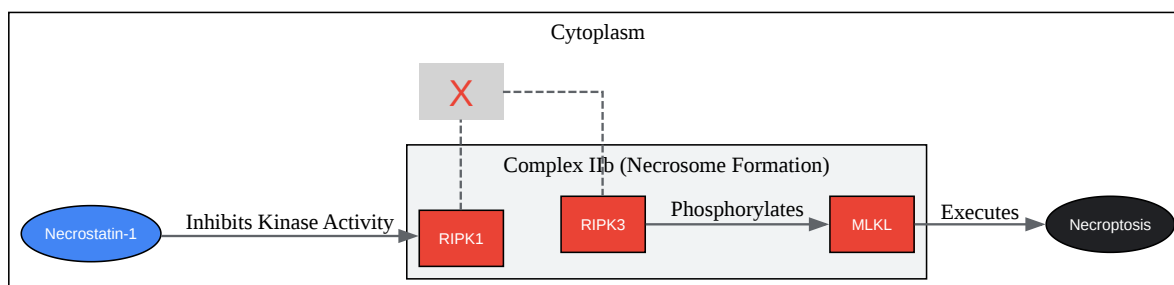 Cytoplasm
X
Complex IIb (Necrosome Formation)
Necrostatin-1
Inhibits Kinase Activity
RIPK1
RIPK3
Phosphorylates
MLKL
Executes
Necroptosis